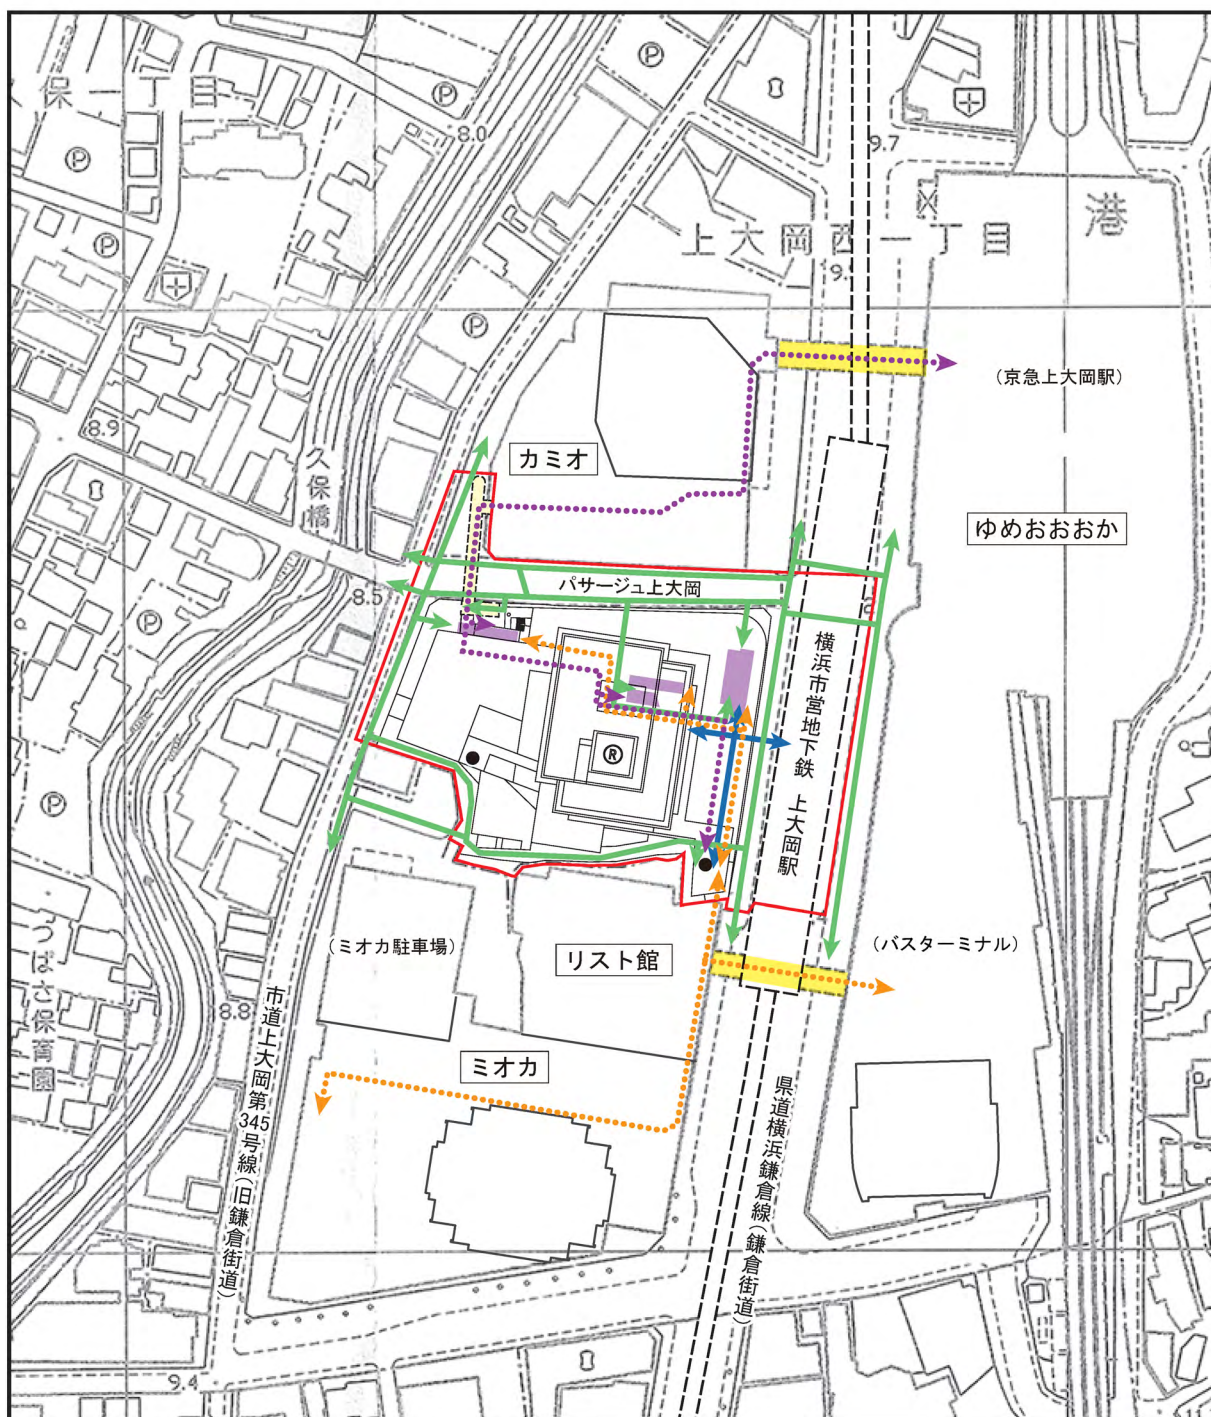 保一丁目
P
P
P
8.0
9.7
P
上大岡西一丁目
港
9.
P
P
(京急上大岡駅)
8.9
カミオ
久保橋
ゆめおおおか
パサージュ上大岡
8.5
P
横浜市営地下鉄 上大岡駅
R
P
(ミオカ駐車場)
リスト館
(バスターミナル)
つばさ保育園
8.8
市道上大岡第345号線(旧鎌倉街道)
ミオカ
県道横浜鎌倉線(鎌倉街道)
9.4